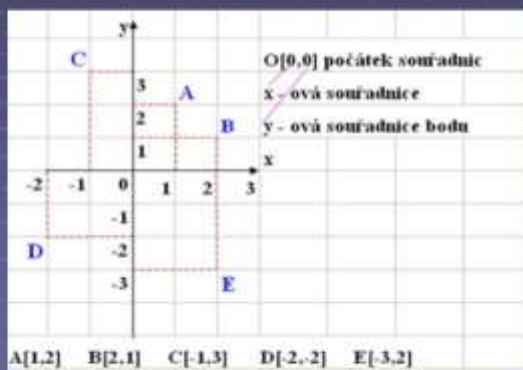 y
C
O[0,0] počátek souřadnic
3
A
x - ová souřadnice
2
B
y - ová souřadnice bodu
1
x
-2 -1 0 1 2 3
-1
D
-2
-3
E
A[1,2] B[2,1] C[-1,3] D[-2,-2] E[-3,2]